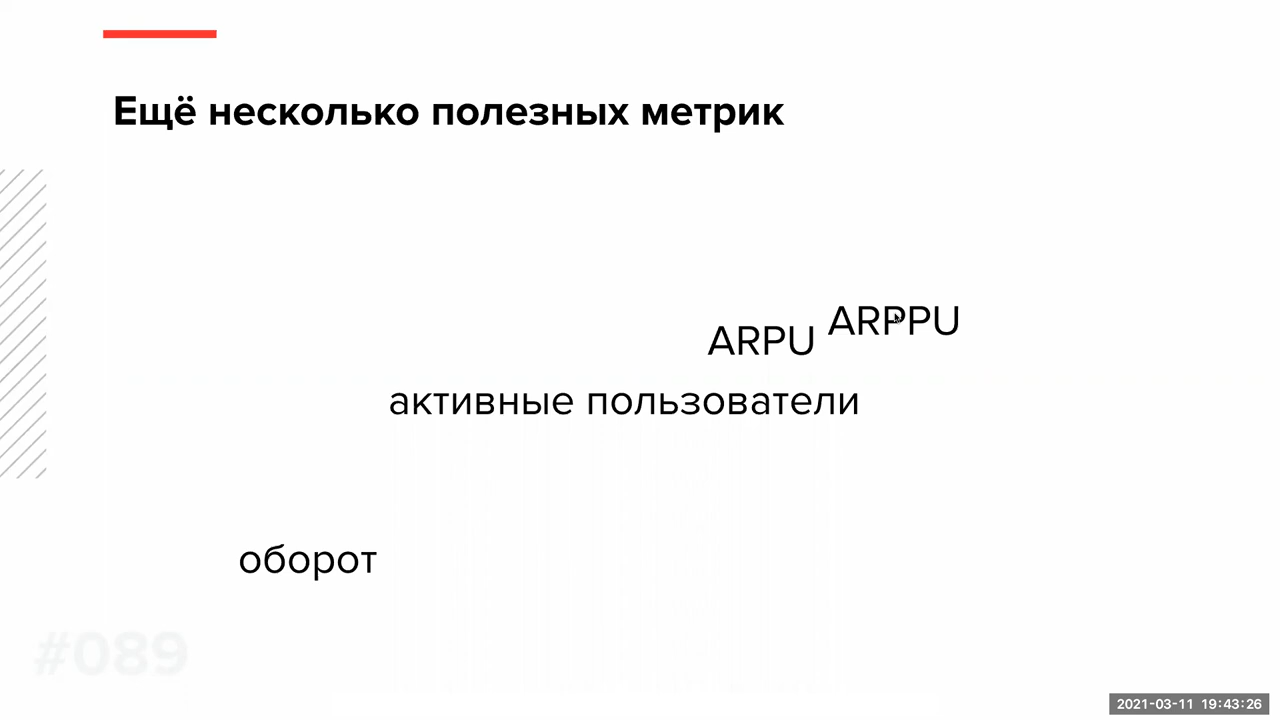 Ещё несколько полезных метрик
ARPU ARPPU
активные пользователи
оборот
#089
2021-03-11 19:43:26